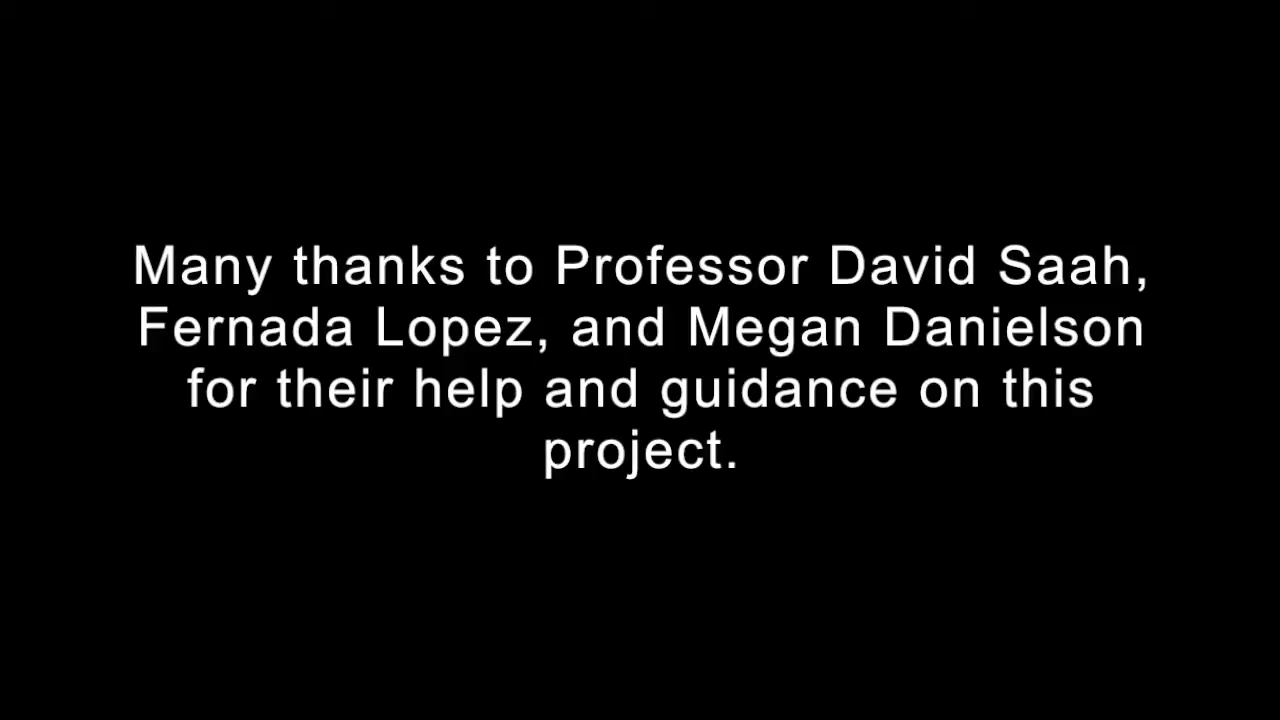 Many thanks to Professor David Saah,
Fernada Lopez, and Megan Danielson
for their help and guidance on this
project.